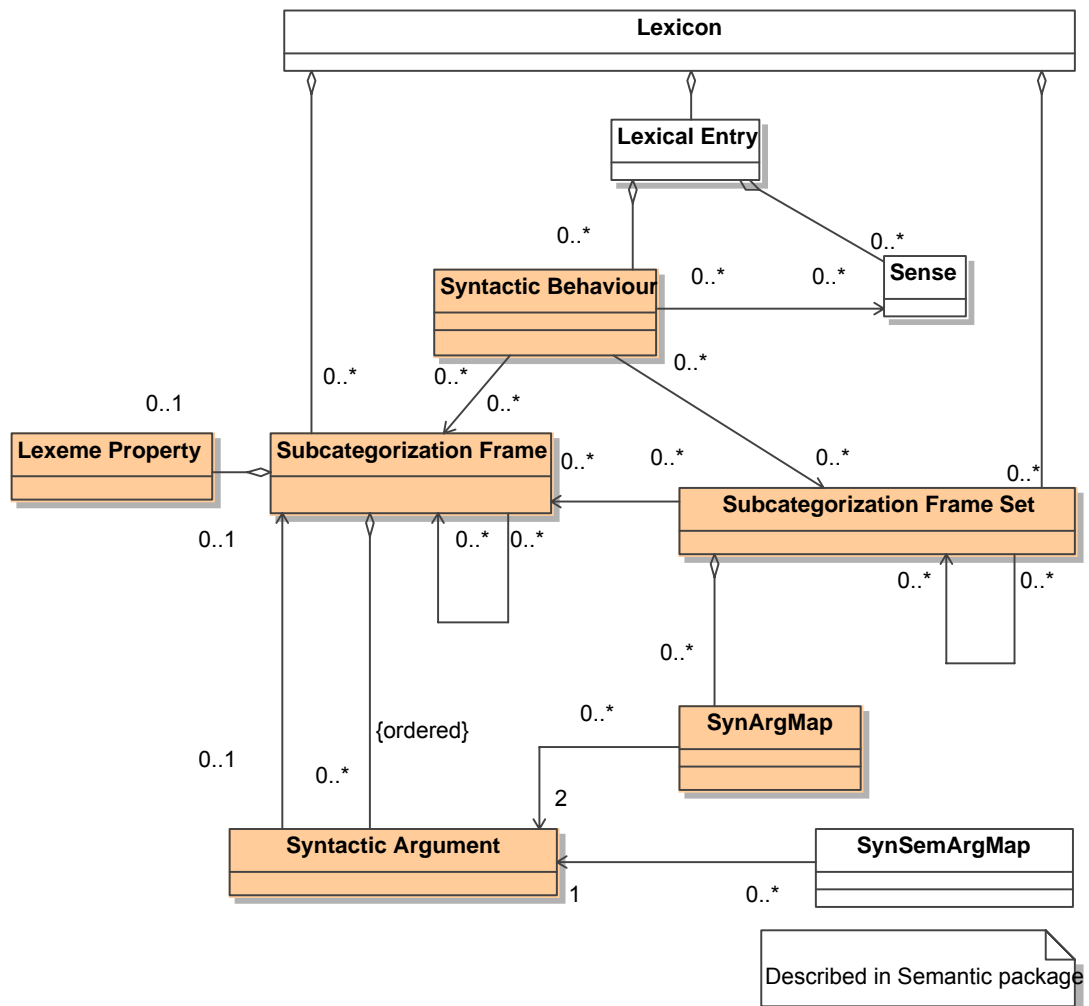 Lexicon
Lexical Entry
0..*
0..*
Syntactic Behaviour
0..*
0..*
Sense
0..*
0..*
0..*
0..*
0..1
Lexeme Property
Subcategorization Frame
0..*
0..*
0..*
0..*
Subcategorization Frame Set
0..1
0..*
0..*
0..*
0..*
0..*
{ordered}
0..*
SynArgMap
0..1
0..*
2
Syntactic Argument
SynSemArgMap
1
0..*
Described in Semantic package